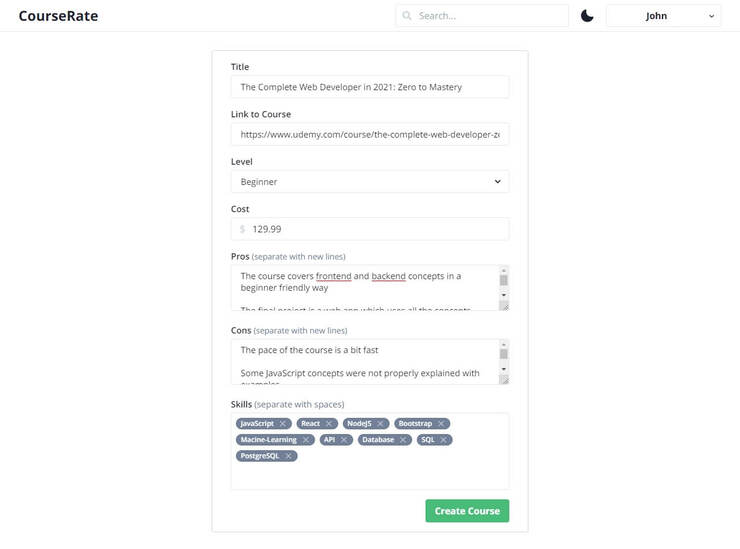 CourseRate
Search...
John
Title
The Complete Web Developer in 2021: Zero to Mastery
Link to Course
https://www.udemy.com/course/the-complete-web-developer-z
Level
Beginner
Cost
$ 129.99
Pros (separate with new lines)
The course covers frontend and backend concepts in a
beginner friendly way
The final project is a web app which uses all the concepts
Cons (separate with new lines)
The pace of the course is a bit fast
Some JavaScript concepts were not properly explained with
examples
Skills (separate with spaces)
JavaScript React NodeJS Bootstrap
Macine-Learning API Database SQL
PostgreSQL
Create Course